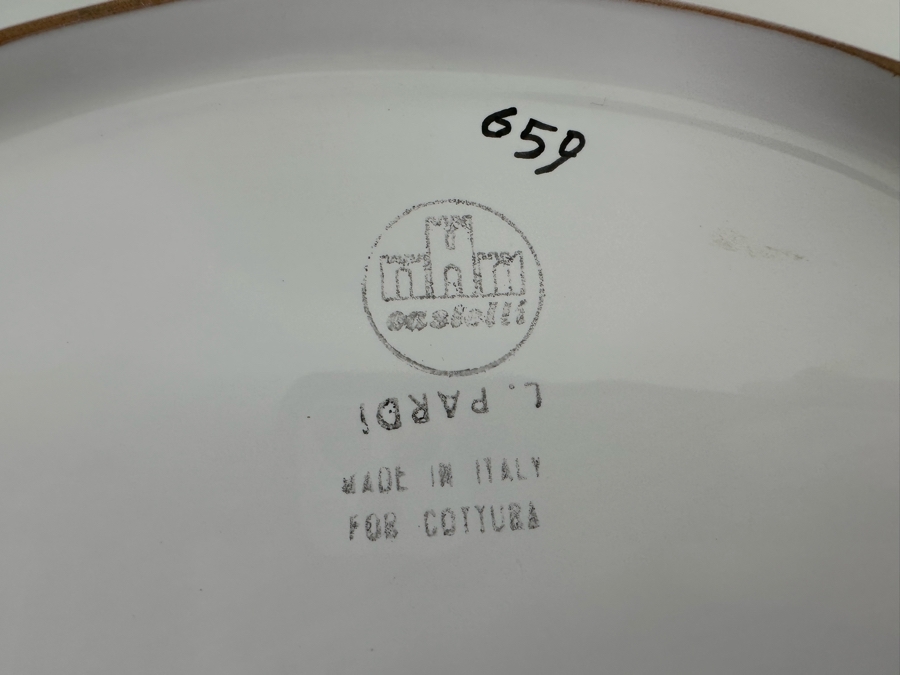 659
castelli
L. PARDI
MADE IN ITALY
FOR COTTURA